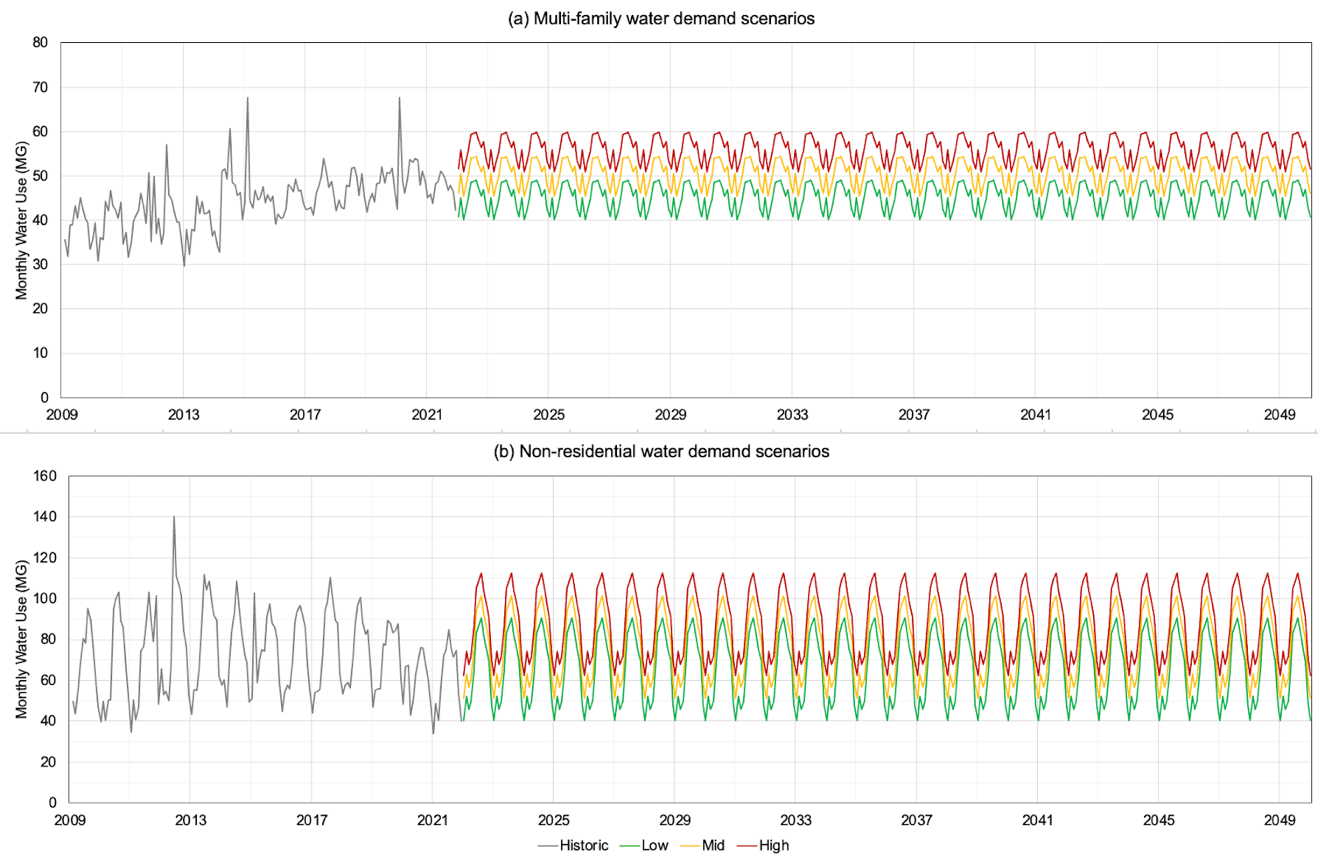 (a) Multi-family water demand scenarios
80
70
60
50
40
30
20
10
0
Monthly Water Use (MG)
2009 2013 2017 2021 2025 2029 2033 2037 2041 2045 2049
(b) Non-residential water demand scenarios
160
140
120
100
80
60
40
20
0
Monthly Water Use (MG)
2009 2013 2017 2021 2025 2029 2033 2037 2041 2045 2049
Historic Low Mid High